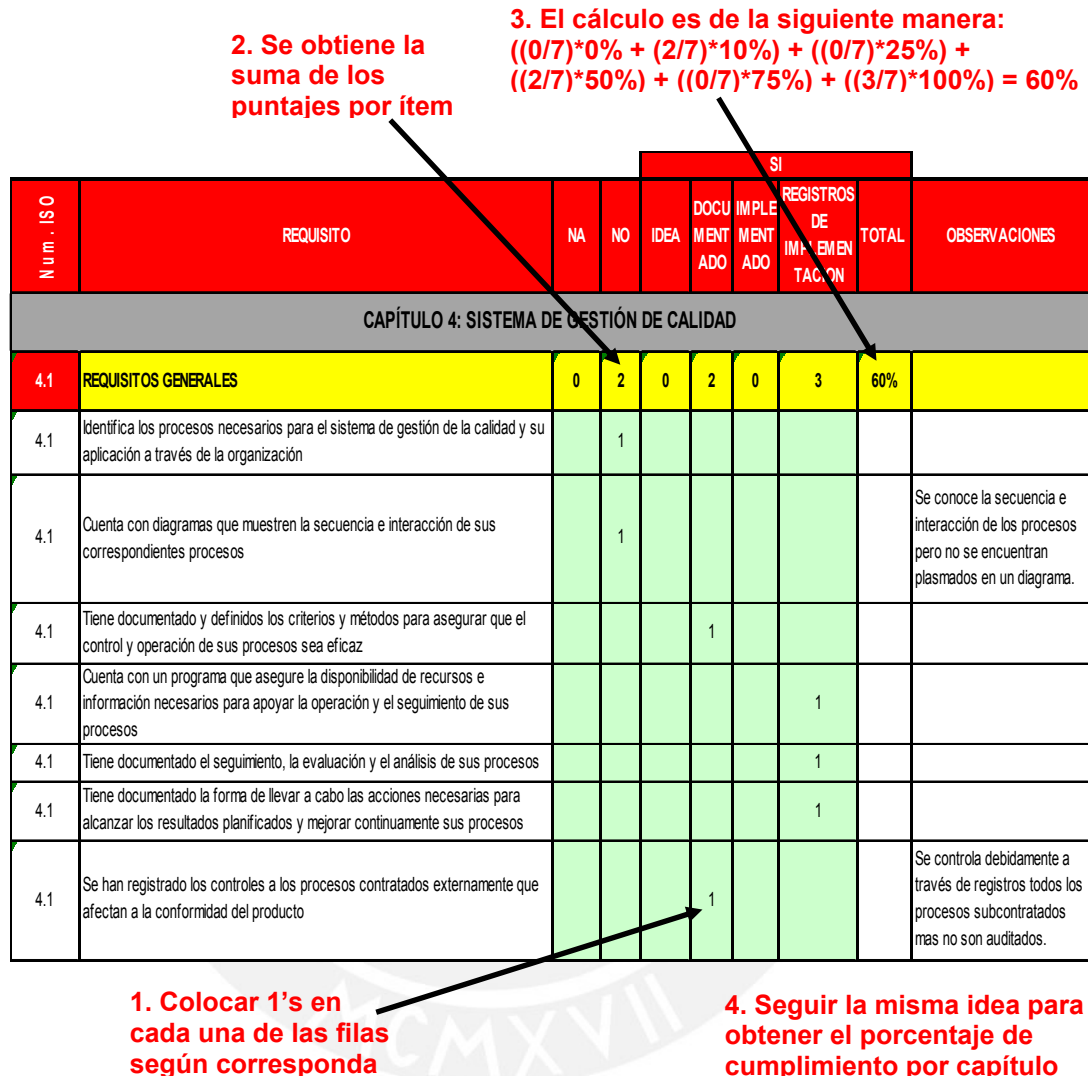 2. Se obtiene la
suma de los
puntajes por ítem
3. El cálculo es de la siguiente manera:
((0/7)*0% + (2/7)*10%) + ((0/7)*25%) +
((2/7)*50%) + ((0/7)*75%) + ((3/7)*100%) = 60%
SI
Num. ISO
REQUISITO
NA
NO
IDEA
DOCU
MENT
ADO
IMPLE
MENT
ADO
REGISTROS
DE
IMPLEMEN
TACION
TOTAL
OBSERVACIONES
CAPÍTULO 4: SISTEMA DE GESTIÓN DE CALIDAD
4.1 REQUISITOS GENERALES 0 2 0 2 0 3 60%
4.1
Identifica los procesos necesarios para el sistema de gestión de la calidad y su
aplicación a través de la organización
1
4.1
Cuenta con diagramas que muestren la secuencia e interacción de sus
correspondientes procesos
1
Se conoce la secuencia e
interacción de los procesos
pero no se encuentran
plasmados en un diagrama.
4.1
Tiene documentado y definidos los criterios y métodos para asegurar que el
control y operación de sus procesos sea eficaz
1
4.1
Cuenta con un programa que asegure la disponibilidad de recursos e
información necesarios para apoyar la operación y el seguimiento de sus
procesos
1
4.1
Tiene documentado el seguimiento, la evaluación y el análisis de sus procesos
1
4.1
Tiene documentado la forma de llevar a cabo las acciones necesarias para
alcanzar los resultados planificados y mejorar continuamente sus procesos
1
4.1
Se han registrado los controles a los procesos contratados externamente que
afectan a la conformidad del producto
1
Se controla debidamente a
través de registros todos los
procesos subcontratados
mas no son auditados.
1. Colocar 1's en
cada una de las filas
según corresponda
4. Seguir la misma idea para
obtener el porcentaje de
cumplimiento por capítulo
MCMXVII